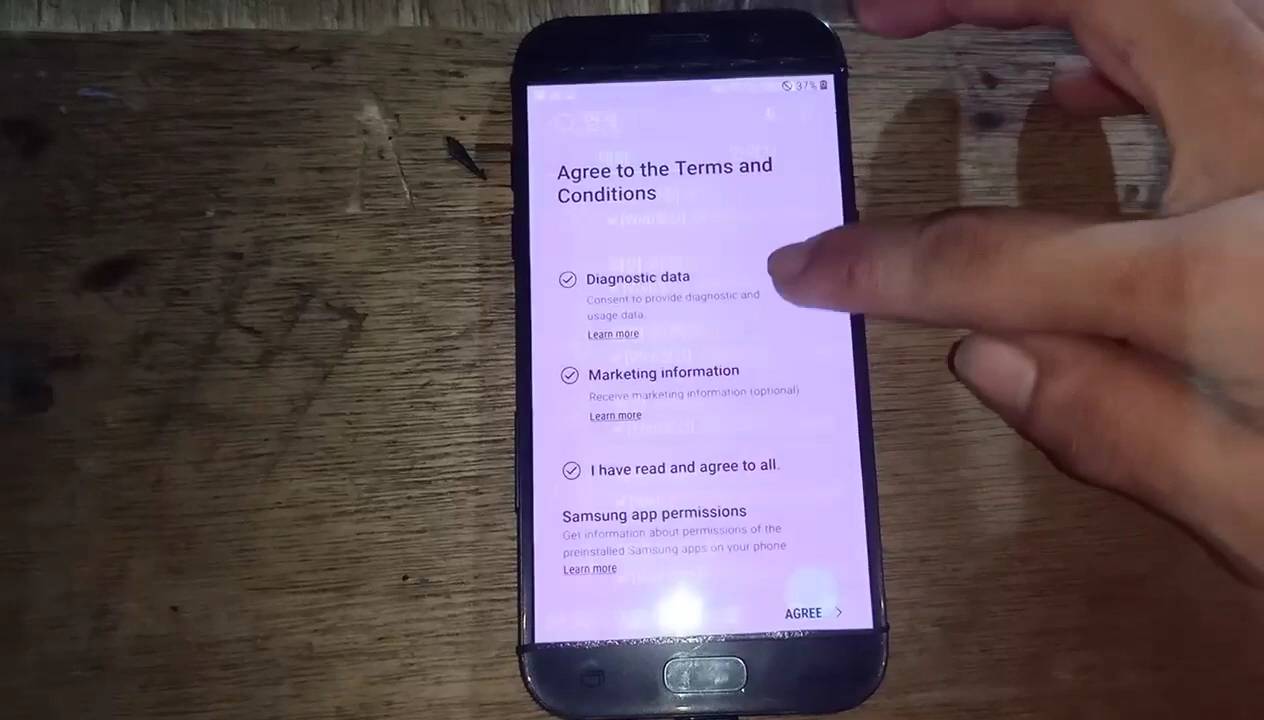 37%
Agree to the Terms and
Conditions
Diagnostic data
Consent to provide diagnostic and
usage data.
Learn more
Marketing information
Receive marketing information (optional)
Learn more
I have read and agree to all.
Samsung app permissions
Get information about permissions of the
preinstalled Samsung apps on your phone
Learn more
AGREE